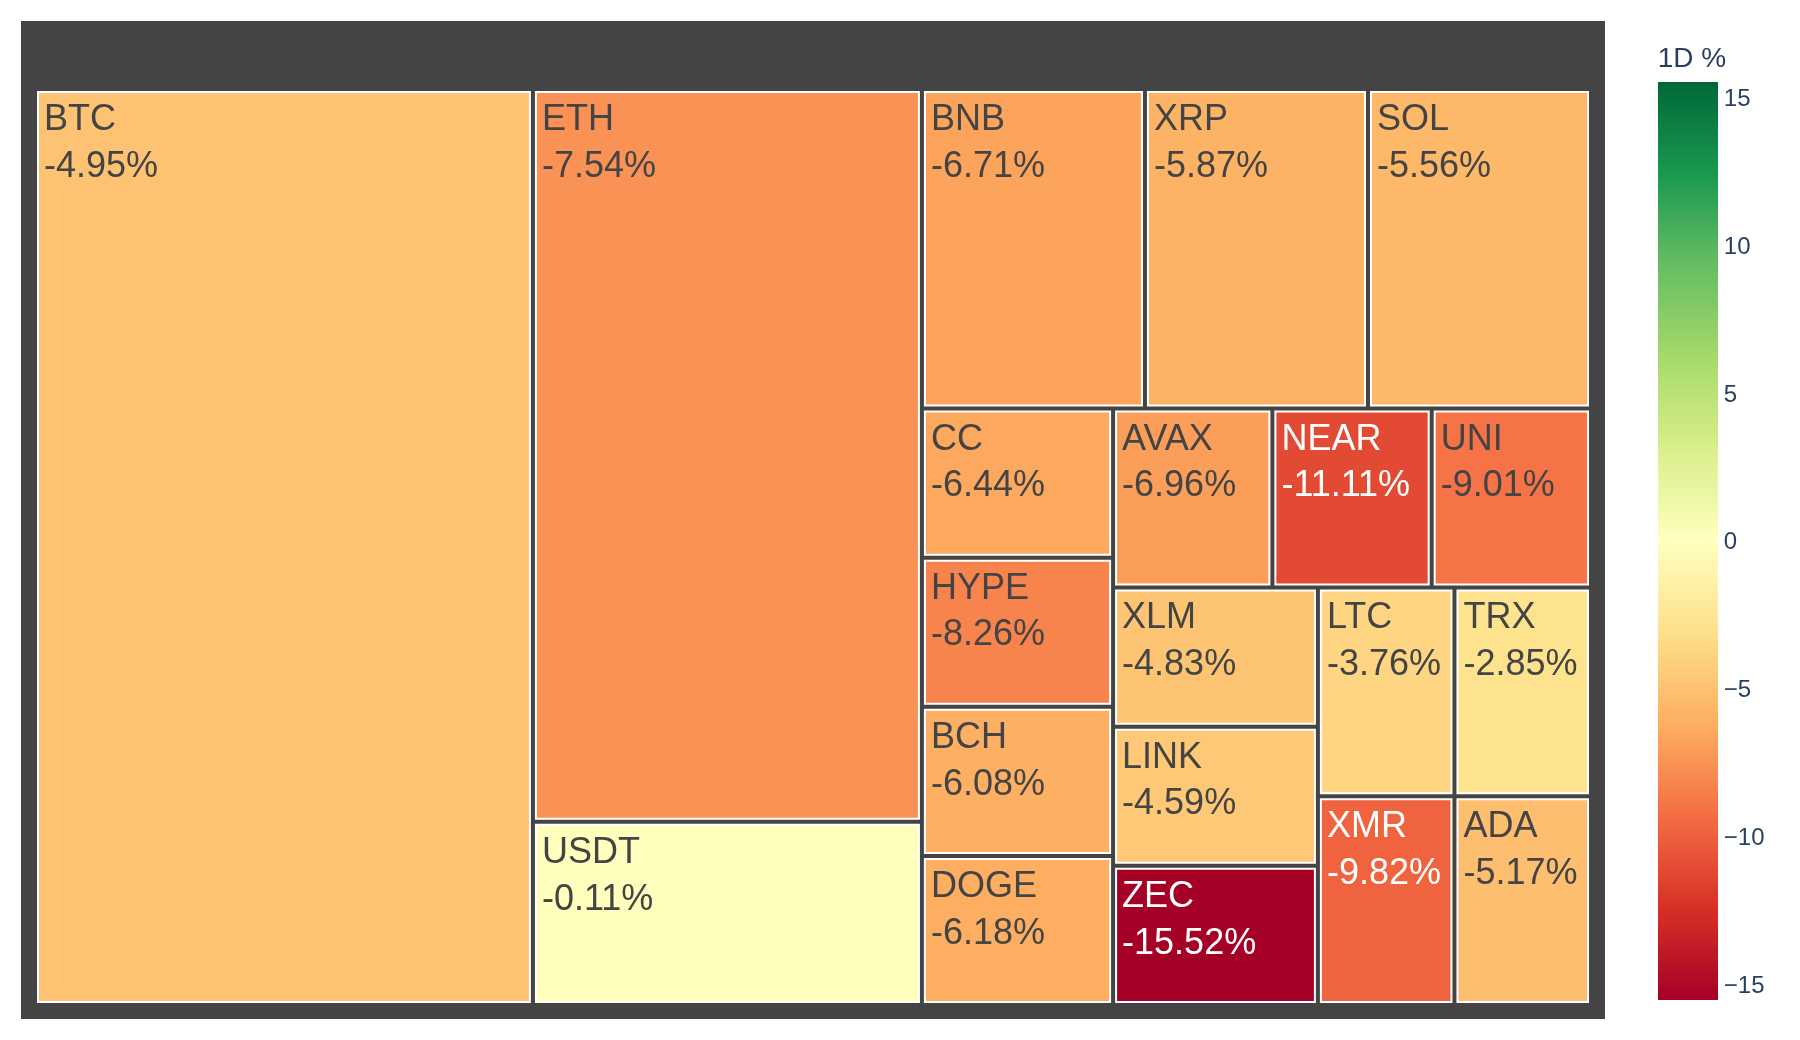 BTC
-4.95%
ETH
-7.54%
USDT
-0.11%
BNB
-6.71%
XRP
-5.87%
SOL
-5.56%
CC
-6.44%
HYPE
-8.26%
BCH
-6.08%
DOGE
-6.18%
AVAX
-6.96%
NEAR
-11.11%
UNI
-9.01%
XLM
-4.83%
LINK
-4.59%
ZEC
-15.52%
LTC
-3.76%
TRX
-2.85%
XMR
-9.82%
ADA
-5.17%
1D %
15
10
5
0
−5
−10
−15